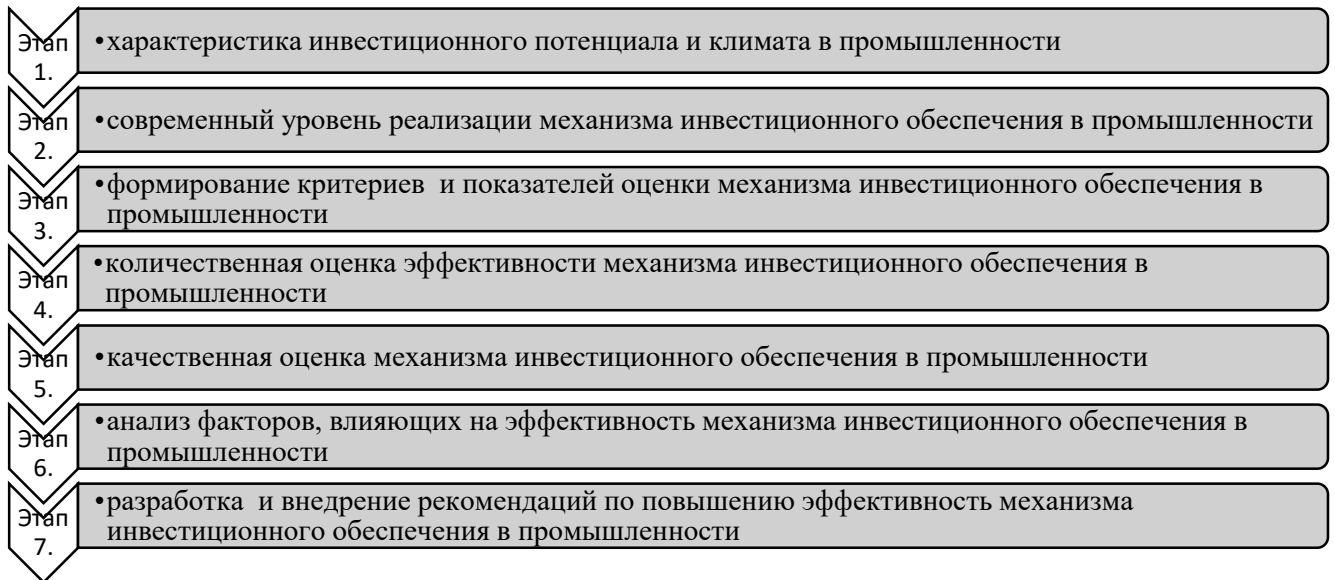 Этап 1.
•характеристика инвестиционного потенциала и климата в промышленности
Этап 2.
•современный уровень реализации механизма инвестиционного обеспечения в промышленности
Этап 3.
•формирование критериев и показателей оценки механизма инвестиционного обеспечения в
промышленности
Этап 4.
•количественная оценка эффективности механизма инвестиционного обеспечения в
промышленности
Этап 5.
•качественная оценка механизма инвестиционного обеспечения в промышленности
Этап 6.
•анализ факторов, влияющих на эффективность механизма инвестиционного обеспечения в
промышленности
Этап 7.
•разработка и внедрение рекомендаций по повышению эффективность механизма
инвестиционного обеспечения в промышленности